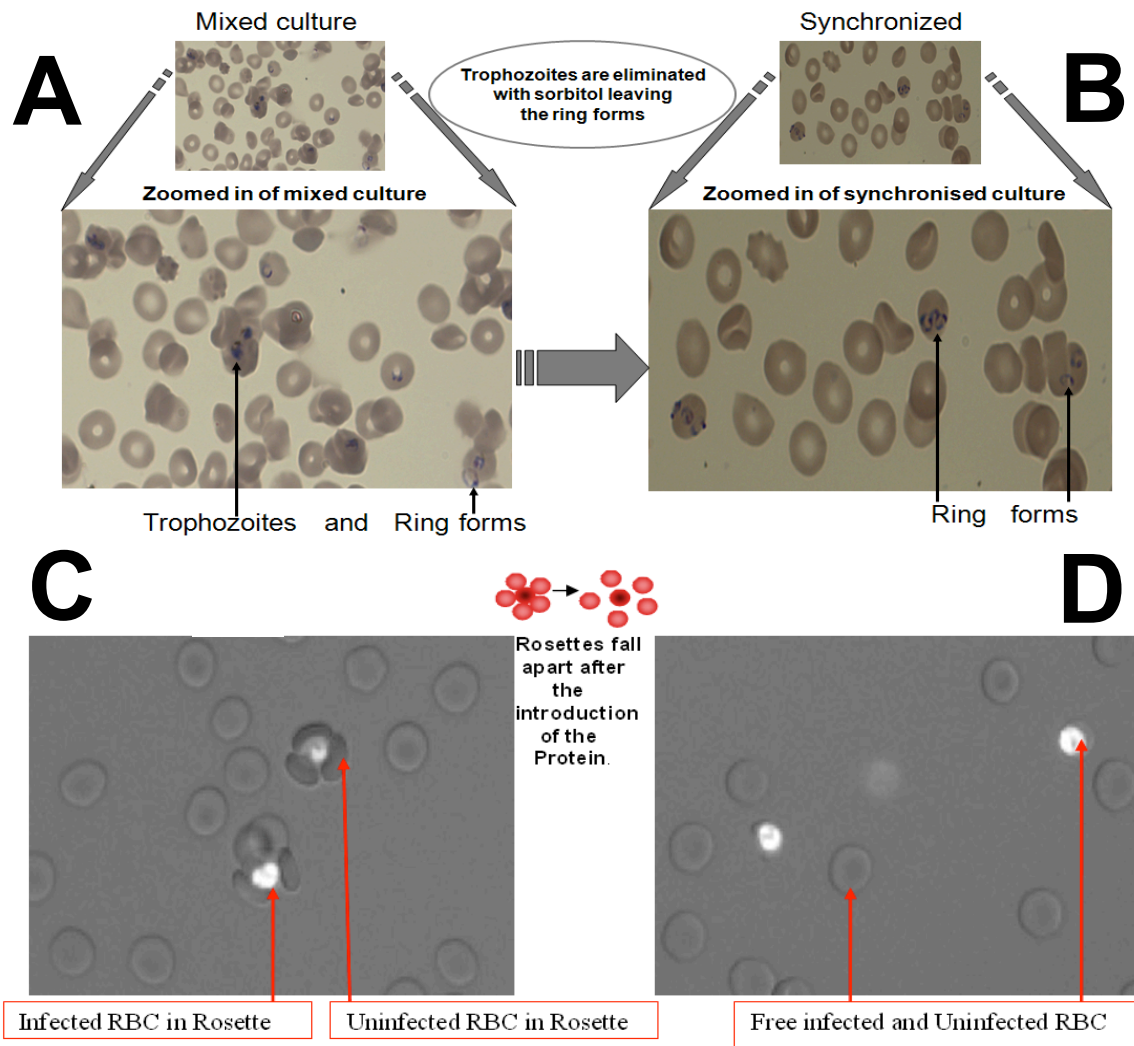 Mixed culture
Synchronized
A
B
Trophozoites are eliminated
with sorbitol leaving
the ring forms
Zoomed in of mixed culture
Zoomed in of synchronised culture
Trophozoites and Ring forms
Ring forms
C
D
Rosettes fall
apart after
the
introduction
of the
Protein.
Infected RBC in Rosette
Uninfected RBC in Rosette
Free infected and Uninfected RBC